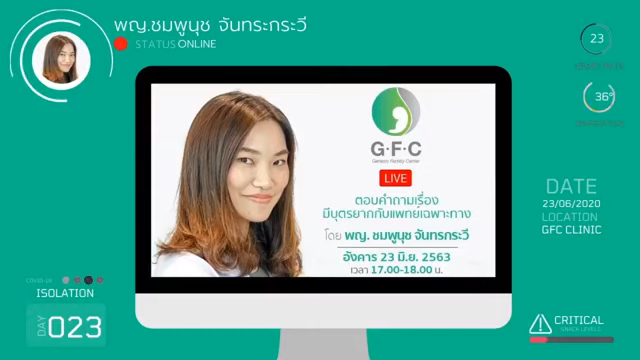 พญ.ชมพูนุช จันทระกระวี
STATUS ONLINE
23
36°
G·F·C
Genesis Fertility Center
LIVE
ตอบคำถามเรื่อง
มีบุตรยากกับแพทย์เฉพาะทาง
โดย พญ. ชมพูนุช จันทรกระวี
อังคาร 23 มิ.ย. 2563
เวลา 17.00-18.00 น.
DATE
23/06/2020
LOCATION
GFC CLINIC
COVID-19
ISOLATION
DAY 023
CRITICAL
SNACK LEVELS